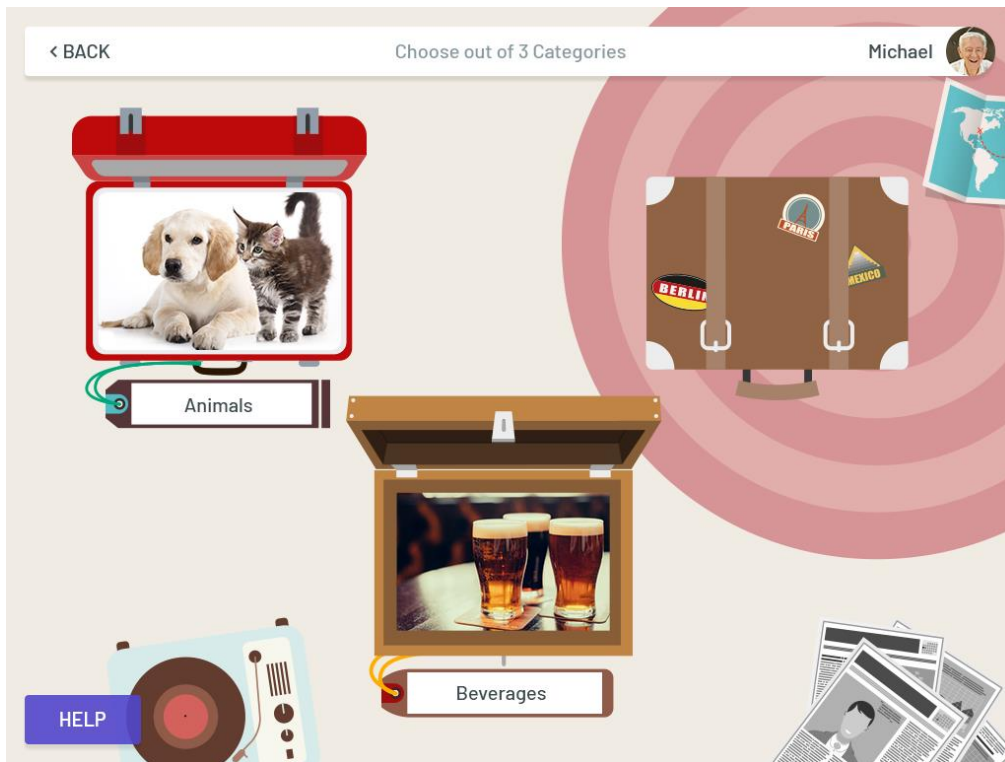 < BACK
Choose out of 3 Categories
Michael
PARIS
BERLIN
MEXICO
Animals
Beverages
HELP